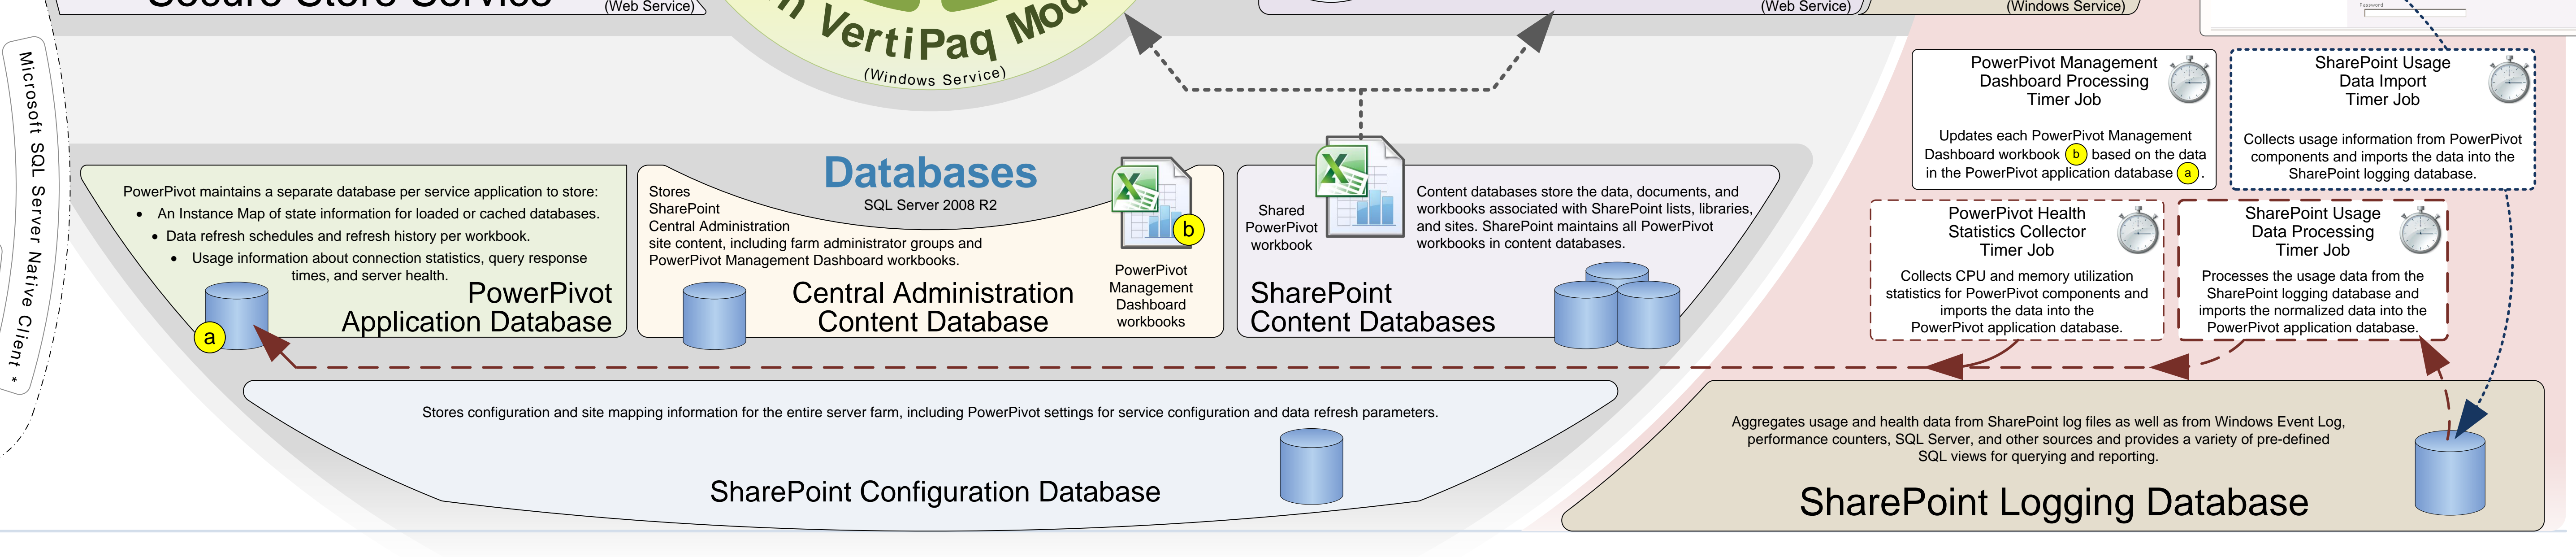 Secure Store Service
(Web Service)
n VertiPaq Mod
(Windows Service)
(Web Service)
(Windows Service)
Password
Microsoft SQL Server Native Client *
Databases
SQL Server 2008 R2
PowerPivot maintains a separate database per service application to store:
• An Instance Map of state information for loaded or cached databases.
• Data refresh schedules and refresh history per workbook.
• Usage information about connection statistics, query response
times, and server health.
PowerPivot
Application Database
a
Stores
SharePoint
Central Administration
site content, including farm administrator groups and
PowerPivot Management Dashboard workbooks.
Central Administration
Content Database
b
PowerPivot
Management
Dashboard
workbooks
Shared
PowerPivot
workbook
Content databases store the data, documents, and
workbooks associated with SharePoint lists, libraries,
and sites. SharePoint maintains all PowerPivot
workbooks in content databases.
SharePoint
Content Databases
PowerPivot Management
Dashboard Processing
Timer Job
Updates each PowerPivot Management
Dashboard workbook b based on the data
in the PowerPivot application database a .
SharePoint Usage
Data Import
Timer Job
Collects usage information from PowerPivot
components and imports the data into the
SharePoint logging database.
PowerPivot Health
Statistics Collector
Timer Job
Collects CPU and memory utilization
statistics for PowerPivot components and
imports the data into the
PowerPivot application database.
SharePoint Usage
Data Processing
Timer Job
Processes the usage data from the
SharePoint logging database and
imports the normalized data into the
PowerPivot application database.
Stores configuration and site mapping information for the entire server farm, including PowerPivot settings for service configuration and data refresh parameters.
SharePoint Configuration Database
Aggregates usage and health data from SharePoint log files as well as from Windows Event Log,
performance counters, SQL Server, and other sources and provides a variety of pre-defined
SQL views for querying and reporting.
SharePoint Logging Database